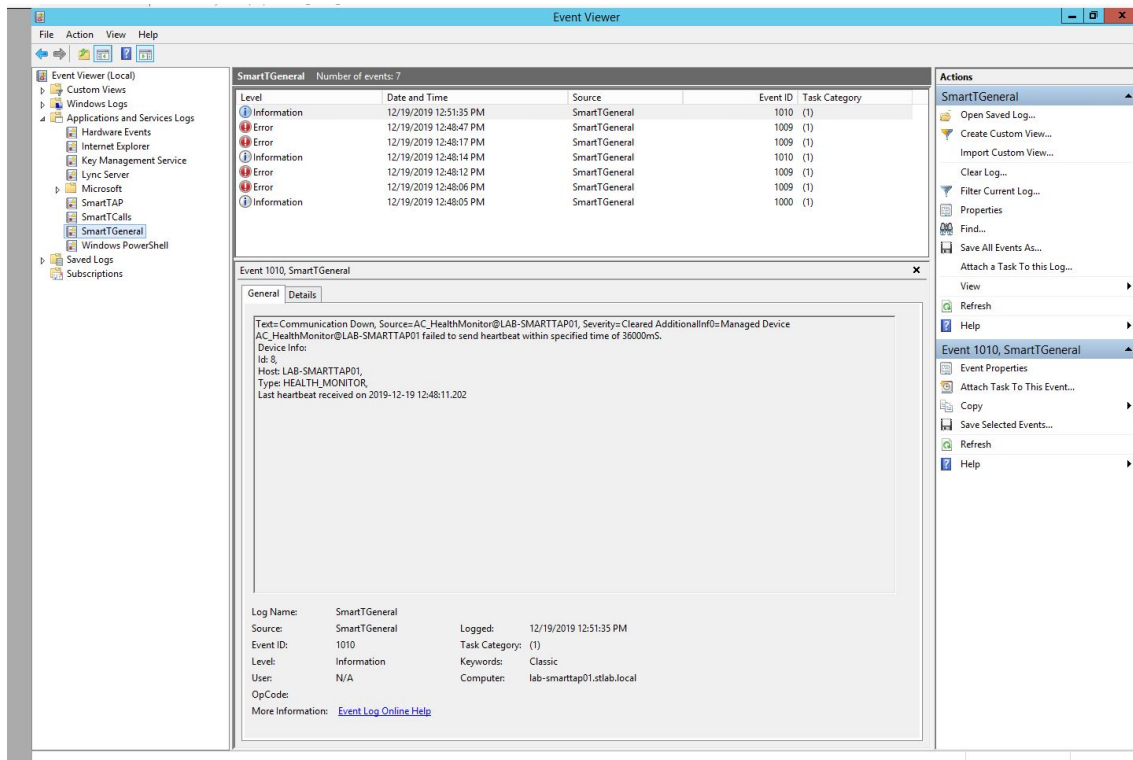 Event Viewer
File Action View Help
Event Viewer (Local)
Custom Views
Windows Logs
Applications and Services Logs
Hardware Events
Internet Explorer
Key Management Service
Lync Server
Microsoft
SmartTAP
SmartTCalls
SmartTGeneral
Windows PowerShell
Saved Logs
Subscriptions
SmartTGeneral Number of events: 7
Level Date and Time Source Event ID Task Category
Information 12/19/2019 12:51:35 PM SmartTGeneral 1010 (1)
Error 12/19/2019 12:48:47 PM SmartTGeneral 1009 (1)
Error 12/19/2019 12:48:17 PM SmartTGeneral 1009 (1)
Information 12/19/2019 12:48:14 PM SmartTGeneral 1010 (1)
Error 12/19/2019 12:48:12 PM SmartTGeneral 1009 (1)
Error 12/19/2019 12:48:06 PM SmartTGeneral 1009 (1)
Information 12/19/2019 12:48:05 PM SmartTGeneral 1000 (1)
Event 1010, SmartTGeneral
General Details
Text=Communication Down, Source=AC_HealthMonitor@LAB-SMARTTAP01, Severity=Cleared AdditionalInf0=Managed Device
AC_HealthMonitor@LAB-SMARTTAP01 failed to send heartbeat within specified time of 36000mS.
Device Info:
Id: 8,
Host: LAB-SMARTTAP01,
Type: HEALTH_MONITOR,
Last heartbeat received on 2019-12-19 12:48:11.202
Log Name: SmartTGeneral
Source: SmartTGeneral Logged: 12/19/2019 12:51:35 PM
Event ID: 1010 Task Category: (1)
Level: Information Keywords: Classic
User: N/A Computer: lab-smarttap01.stlab.local
OpCode:
More Information: Event Log Online Help
Actions
SmartTGeneral
Open Saved Log...
Create Custom View...
Import Custom View...
Clear Log...
Filter Current Log...
Properties
Find...
Save All Events As...
Attach a Task To this Log...
View
Refresh
Help
Event 1010, SmartTGeneral
Event Properties
Attach Task To This Event...
Copy
Save Selected Events...
Refresh
Help